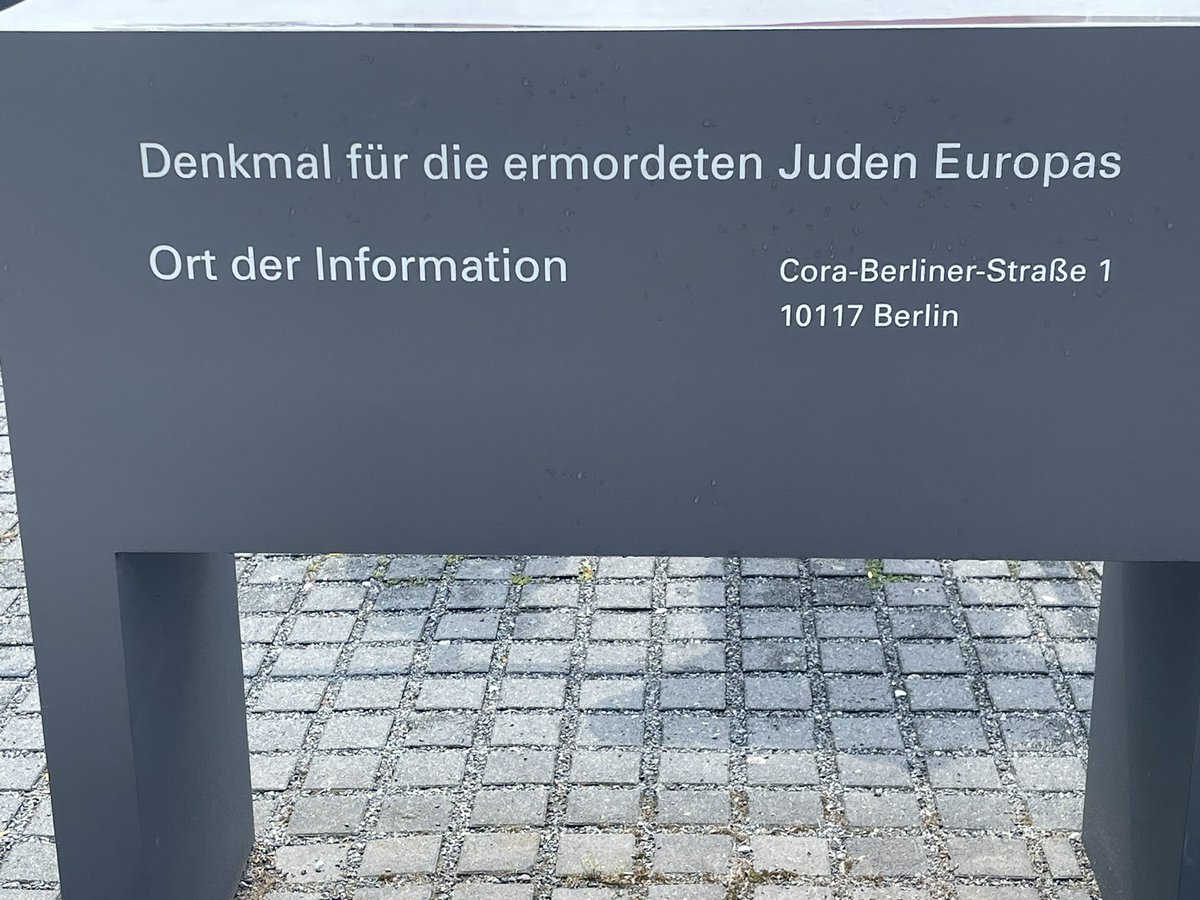 Denkmal für die ermordeten Juden Europas
Ort der Information
Cora-Berliner-Straße 1
10117 Berlin